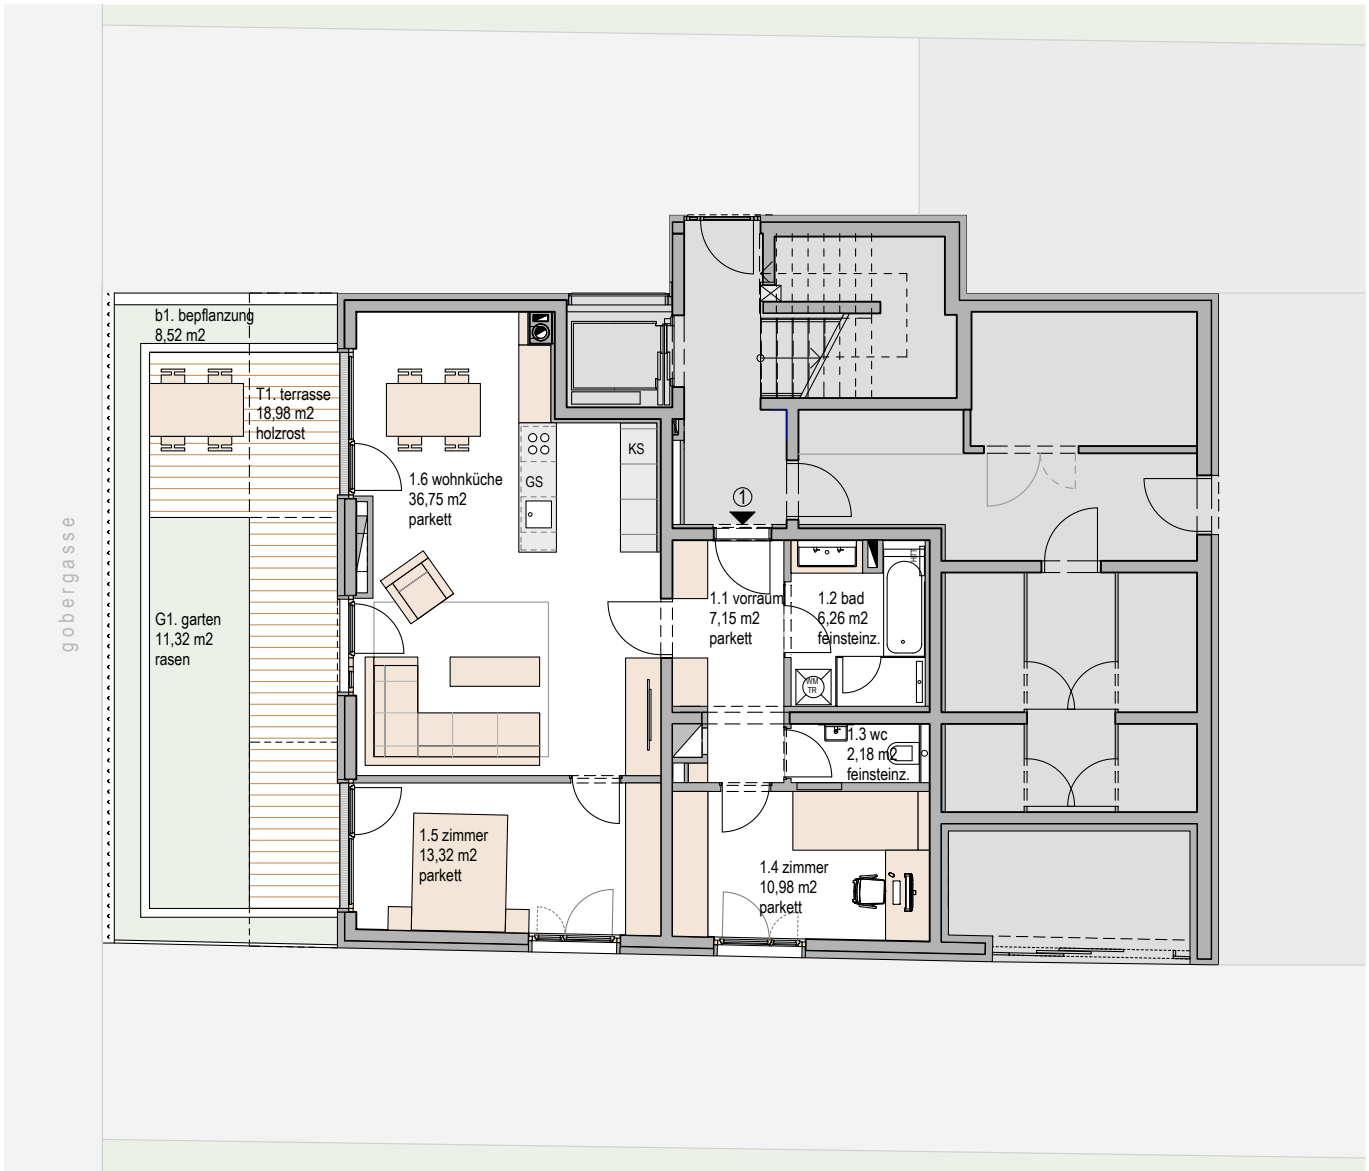 b1. bepflanzung
8,52 m2
T1. terrasse
18,98 m2
holzrost
1.6 wohnküche
36,75 m2
parkett
KS
GS
1
gobergasse
G1. garten
11,32 m2
rasen
1.1 vorraum
7,15 m2
parkett
1.2 bad
6,26 m2
feinsteinz.
WM
TR
1.3 wc
2,18 m2
feinsteinz.
1.5 zimmer
13,32 m2
parkett
1.4 zimmer
10,98 m2
parkett